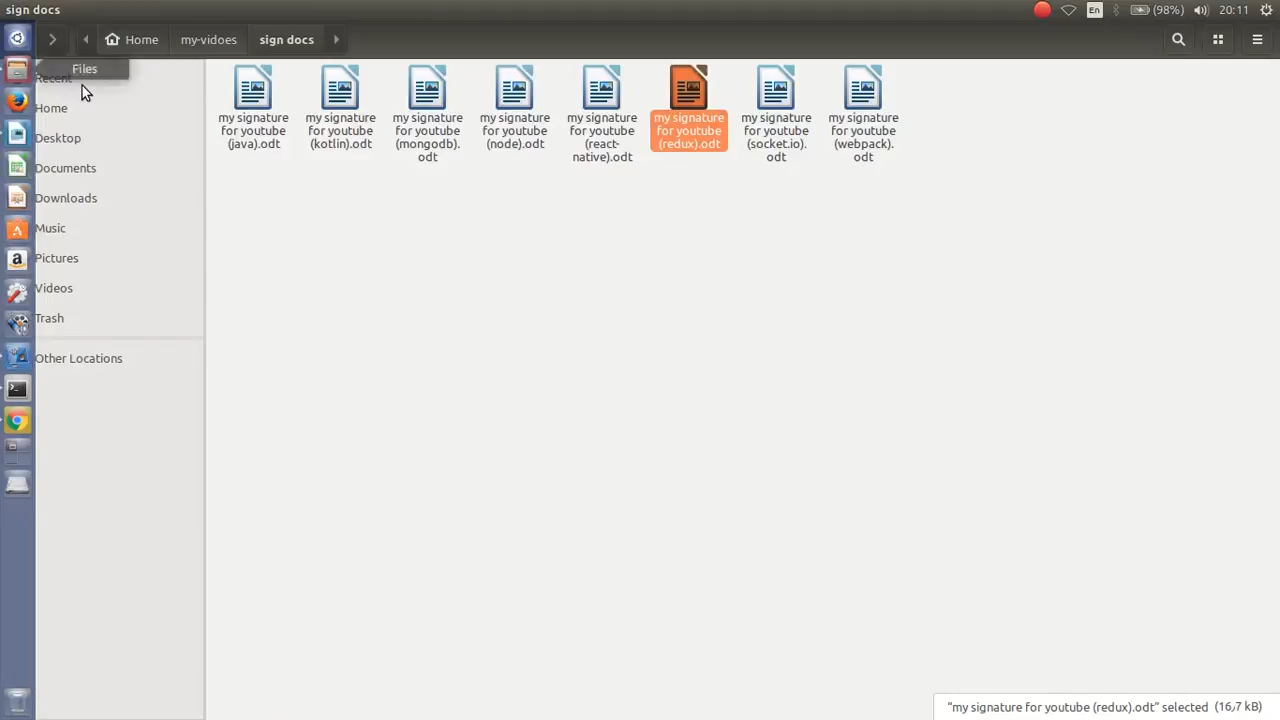 sign docs
En
(98%)
20:11
Home
my-vidoes
sign docs
Files
Recent
Home
Desktop
Documents
Downloads
Music
Pictures
Videos
Trash
Other Locations
my signature
for youtube
(java).odt
my signature
for youtube
(kotlin).odt
my signature
for youtube
(mongodb).
odt
my signature
for youtube
(node).odt
my signature
for youtube
(react-
native).odt
my signature
for youtube
(redux).odt
my signature
for youtube
(socket.io).
odt
my signature
for youtube
(webpack).
odt
"my signature for youtube (redux).odt" selected (16,7 kB)